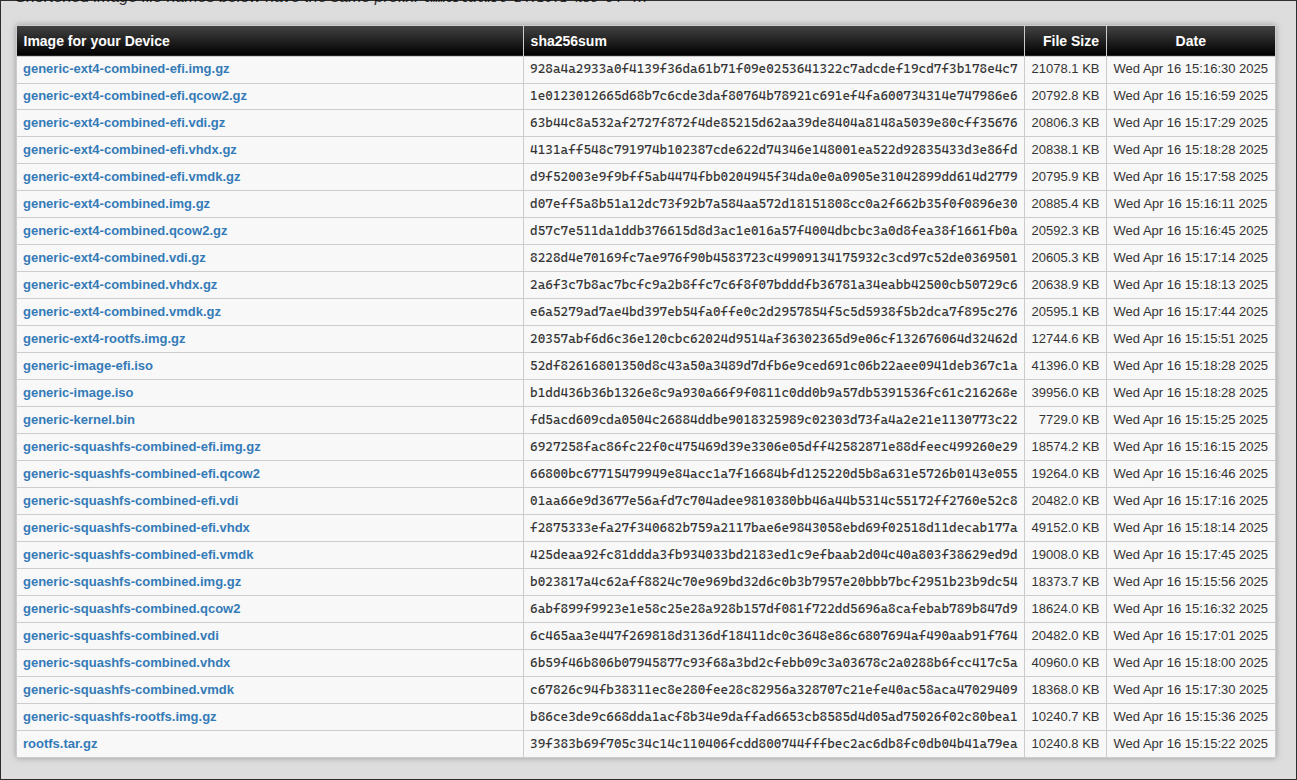 Image for your Device sha256sum File Size Date
generic-ext4-combined-efi.img.gz 928a4a2933a0f4139f36da61b71f09e0253641322c7adcdef19cd7f3b178e4c7 21078.1 KB Wed Apr 16 15:16:30 2025
generic-ext4-combined-efi.qcow2.gz 1e0123012665d68b7c6cde3daf80764b78921c691ef4fa600734314e747986e6 20792.8 KB Wed Apr 16 15:16:59 2025
generic-ext4-combined-efi.vdi.gz 63b44c8a532af2727f872f4de85215d62aa39de8404a8148a5039e80cff35676 20806.3 KB Wed Apr 16 15:17:29 2025
generic-ext4-combined-efi.vhdx.gz 4131aff548c791974b102387cde622d74346e148001ea522d92835433d3e86fd 20838.1 KB Wed Apr 16 15:18:28 2025
generic-ext4-combined-efi.vmdk.gz d9f52003e9f9bff5ab4474fbb0204945f34da0e0a0905e31042899dd614d2779 20795.9 KB Wed Apr 16 15:17:58 2025
generic-ext4-combined.img.gz d07eff5a8b51a12dc73f92b7a584aa572d18151808cc0a2f662b35f0f0896e30 20885.4 KB Wed Apr 16 15:16:11 2025
generic-ext4-combined.qcow2.gz d57c7e511da1ddb376615d8d3ac1e016a57f4004dbcbc3a0d8fea38f1661fb0a 20592.3 KB Wed Apr 16 15:16:45 2025
generic-ext4-combined.vdi.gz 8228d4e70169fc7ae976f90b4583723c49909134175932c3cd97c52de0369501 20605.3 KB Wed Apr 16 15:17:14 2025
generic-ext4-combined.vhdx.gz 2a6f3c7b8ac7bcfc9a2b8ffc7c6f8f07bdddfb36781a34eabb42500cb50729c6 20638.9 KB Wed Apr 16 15:18:13 2025
generic-ext4-combined.vmdk.gz e6a5279ad7ae4bd397eb54fa0ffe0c2d2957854f5c5d5938f5b2dca7f895c276 20595.1 KB Wed Apr 16 15:17:44 2025
generic-ext4-rootfs.img.gz 20357abf6d6c36e120cbc62024d9514af36302365d9e06cf132676064d32462d 12744.6 KB Wed Apr 16 15:15:51 2025
generic-image-efi.iso 52df82616801350d8c43a50a3489d7dfb6e9ced691c06b22aee0941deb367c1a 41396.0 KB Wed Apr 16 15:18:28 2025
generic-image.iso b1dd436b36b1326e8c9a930a66f9f0811c0dd0b9a57db5391536fc61c216268e 39956.0 KB Wed Apr 16 15:18:28 2025
generic-kernel.bin fd5acd609cda0504c26884ddbe9018325989c02303d73fa4a2e21e1130773c22 7729.0 KB Wed Apr 16 15:15:25 2025
generic-squashfs-combined-efi.img.gz 6927258fac86fc22f0c475469d39e3306e05dff42582871e88dfeec499260e29 18574.2 KB Wed Apr 16 15:16:15 2025
generic-squashfs-combined-efi.qcow2 66800bc67715479949e84acc1a7f16684bfd125220d5b8a631e5726b0143e055 19264.0 KB Wed Apr 16 15:16:46 2025
generic-squashfs-combined-efi.vdi 01aa66e9d3677e56afd7c704adee9810380bb46a44b5314c55172ff2760e52c8 20482.0 KB Wed Apr 16 15:17:16 2025
generic-squashfs-combined-efi.vhdx f2875333efa27f340682b759a2117bae6e9843058ebd69f02518d11decab177a 49152.0 KB Wed Apr 16 15:18:14 2025
generic-squashfs-combined-efi.vmdk 425deaa92fc81ddda3fb934033bd2183ed1c9efbaab2d04c40a803f38629ed9d 19008.0 KB Wed Apr 16 15:17:45 2025
generic-squashfs-combined.img.gz b023817a4c62aff8824c70e969bd32d6c0b3b7957e20bbb7bcf2951b23b9dc54 18373.7 KB Wed Apr 16 15:15:56 2025
generic-squashfs-combined.qcow2 6abf899f9923e1e58c25e28a928b157df081f722dd5696a8cafebab789b847d9 18624.0 KB Wed Apr 16 15:16:32 2025
generic-squashfs-combined.vdi 6c465aa3e447f269818d3136df18411dc0c3648e86c6807694af490aab91f764 20482.0 KB Wed Apr 16 15:17:01 2025
generic-squashfs-combined.vhdx 6b59f46b806b07945877c93f68a3bd2cfebb09c3a03678c2a0288b6fcc417c5a 40960.0 KB Wed Apr 16 15:18:00 2025
generic-squashfs-combined.vmdk c67826c94fb38311ec8e280fee28c82956a328707c21efe40ac58aca47029409 18368.0 KB Wed Apr 16 15:17:30 2025
generic-squashfs-rootfs.img.gz b86ce3de9c668dda1acf8b34e9daffad6653cb8585d4d05ad75026f02c80bea1 10240.7 KB Wed Apr 16 15:15:36 2025
rootfs.tar.gz 39f383b69f705c34c14c110406fcdd800744fffbec2ac6db8fc0db04b41a79ea 10240.8 KB Wed Apr 16 15:15:22 2025